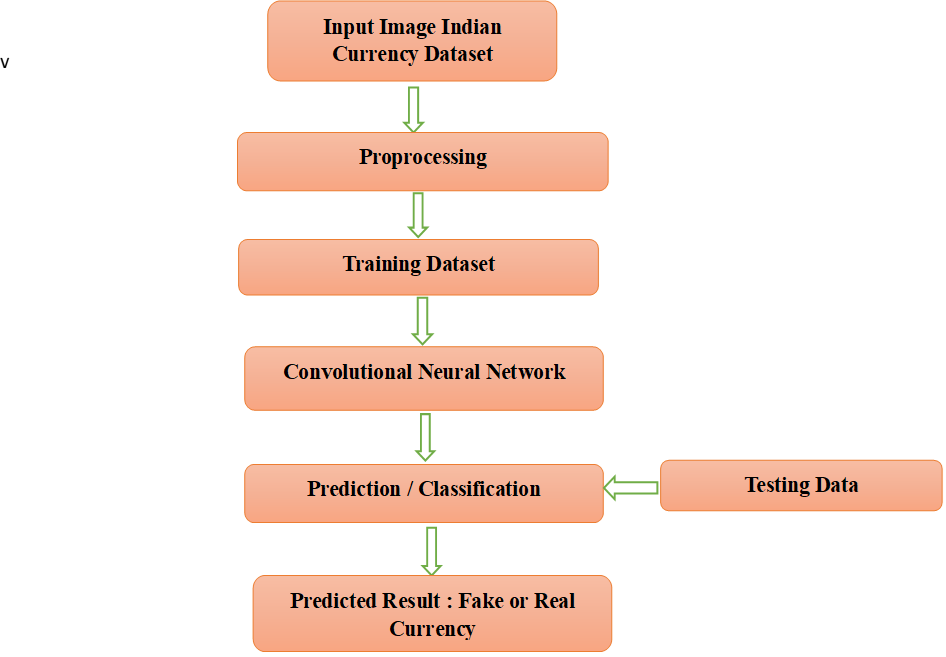 Input Image Indian
Currency Dataset
v
Proprocessing
Training Dataset
Convolutional Neural Network
Prediction / Classification
Testing Data
Predicted Result : Fake or Real
Currency